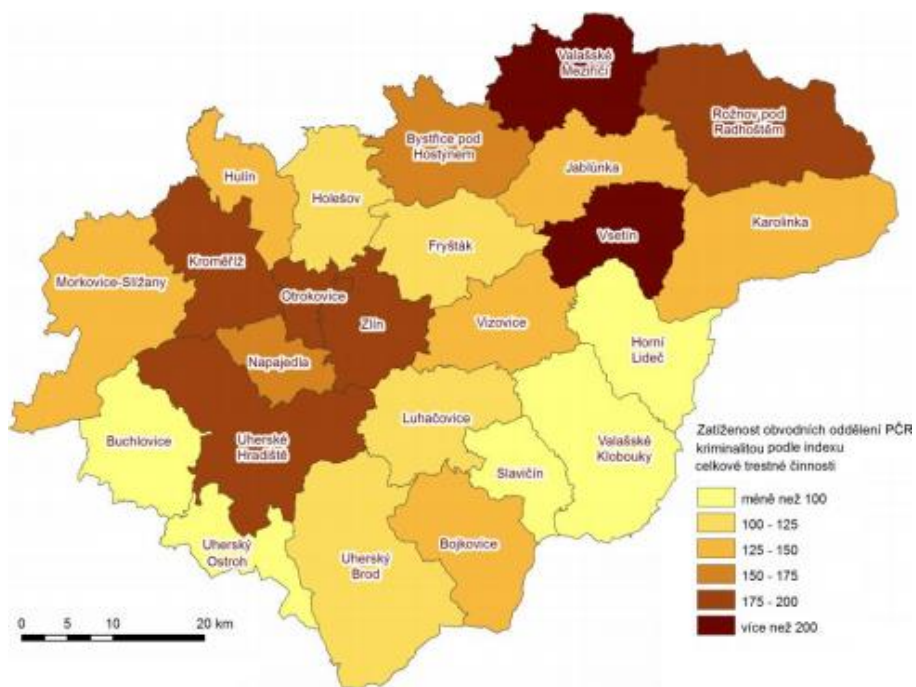 Valašské
Meziříčí
Rožnov pod
Radhoštěm
Bystřice pod
Hostýnem
Hulín
Holešov
Jablůnka
Karolinka
Vsetín
Fryšták
Kroměříž
Morkovice-Slížany
Otrokovice
Zlín
Vizovice
Horní
Lideč
Napajedla
Luhačovice
Buchlovice
Uherské
Hradiště
Valašské
Klobouky
Slavičín
Uherský
Ostroh
Uherský
Brod
Bojkovice
Zatíženost obvodních oddělení PČR
kriminalitou podle indexu
celkové trestné činnosti
méně než 100
100 - 125
125 - 150
150 - 175
175 - 200
více než 200
0 5 10 20 km